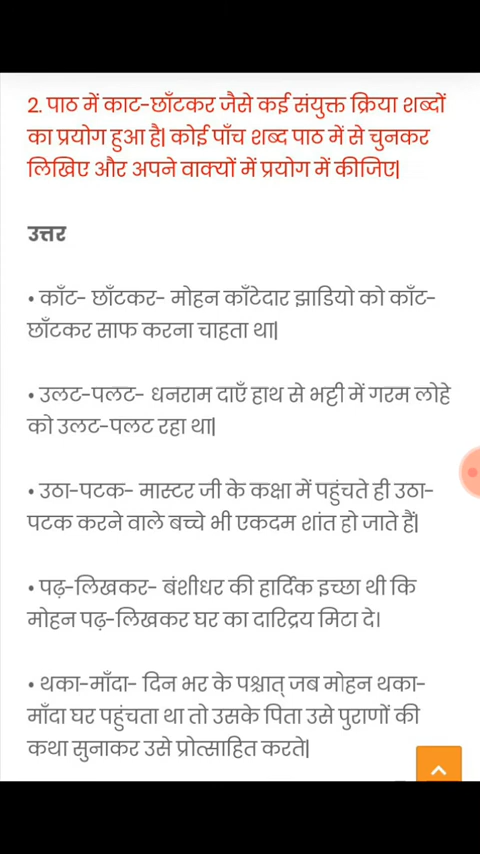 2. पाठ में काट-छाँटकर जैसे कई संयुक्त क्रिया शब्दों
का प्रयोग हुआ है| कोई पाँच शब्द पाठ में से चुनकर
लिखिए और अपने वाक्यों में प्रयोग में कीजिए|
उत्तर
• काँट- छाँटकर- मोहन काँटेदार झाडियो को काँट-
छाँटकर साफ करना चाहता था|
• उलट-पलट- धनराम दाएँ हाथ से भट्टी में गरम लोहे
को उलट-पलट रहा था|
• उठा-पटक- मास्टर जी के कक्षा में पहुंचते ही उठा-
पटक करने वाले बच्चे भी एकदम शांत हो जाते हैं|
• पढ़-लिखकर- बंशीधर की हार्दिक इच्छा थी कि
मोहन पढ़-लिखकर घर का दारिद्रय मिटा दे।
• थका-माँदा- दिन भर के पश्चात् जब मोहन थका-
माँदा घर पहुंचता था तो उसके पिता उसे पुराणों की
कथा सुनाकर उसे प्रोत्साहित करते|